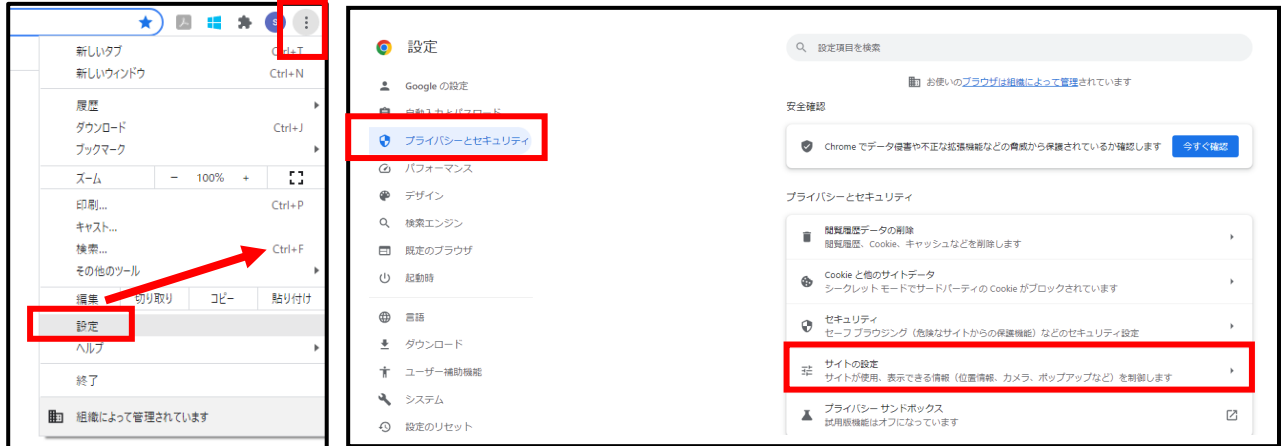 S
新しいタブ Ctrl+T
新しいウィンドウ Ctrl+N
履歴
ダウンロード Ctrl+J
ブックマーク
ズーム － 100% ＋
印刷... Ctrl+P
キャスト...
検索... Ctrl+F
その他のツール
編集 切り取り コピー 貼り付け
設定
ヘルプ
終了
組織によって管理されています
設定
Google の設定
自動入力とパスワード
プライバシーとセキュリティ
パフォーマンス
デザイン
検索エンジン
既定のブラウザ
起動時
言語
ダウンロード
ユーザー補助機能
システム
設定のリセット
設定項目を検索
お使いのブラウザは組織によって管理されています
安全確認
Chrome でデータ侵害や不正な拡張機能などの脅威から保護されているか確認します 今すぐ確認
プライバシーとセキュリティ
閲覧履歴データの削除
閲覧履歴、Cookie、キャッシュなどを削除します
Cookie と他のサイトデータ
シークレット モードでサードパーティの Cookie がブロックされています
セキュリティ
セーフ ブラウジング（危険なサイトからの保護機能）などのセキュリティ設定
サイトの設定
サイトが使用、表示できる情報（位置情報、カメラ、ポップアップなど）を制御します
プライバシー サンドボックス
試用版機能はオフになっています